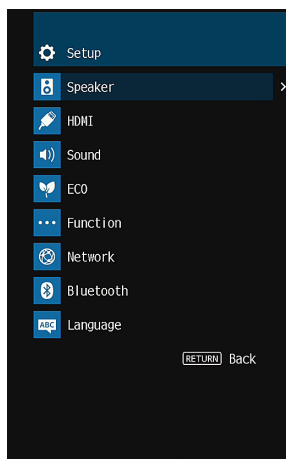 Setup
Speaker
HDMI
Sound
ECO
Function
Network
Bluetooth
ABC Language
RETURN Back